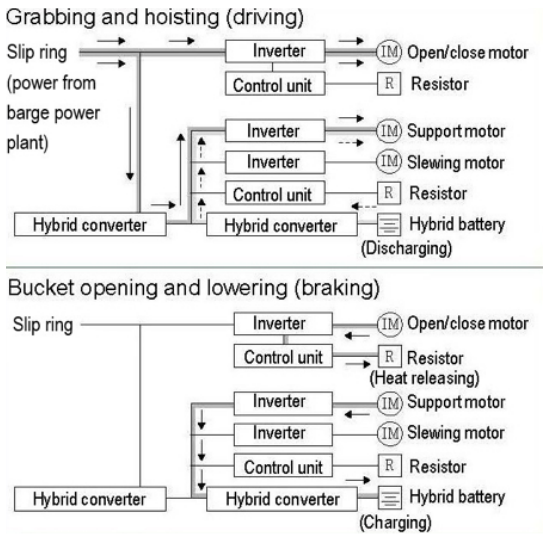 Grabbing and hoisting (driving)
Slip ring
(power from
barge power
plant)
Inverter
IM Open/close motor
Control unit
R Resistor
Inverter
IM Support motor
Inverter
IM Slewing motor
Control unit
R Resistor
Hybrid converter
Hybrid converter
Hybrid battery
(Discharging)
Bucket opening and lowering (braking)
Slip ring
Inverter
IM Open/close motor
Control unit
R Resistor
(Heat releasing)
Inverter
IM Support motor
Inverter
IM Slewing motor
Control unit
R Resistor
Hybrid converter
Hybrid converter
Hybrid battery
(Charging)